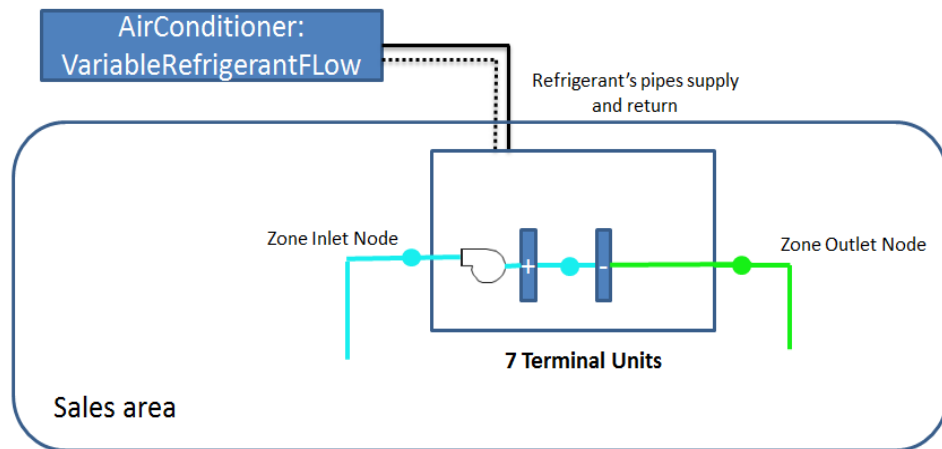 AirConditioner:
VariableRefrigerantFLow
Refrigerant's pipes supply
and return
Zone Inlet Node
Zone Outlet Node
+
-
7 Terminal Units
Sales area